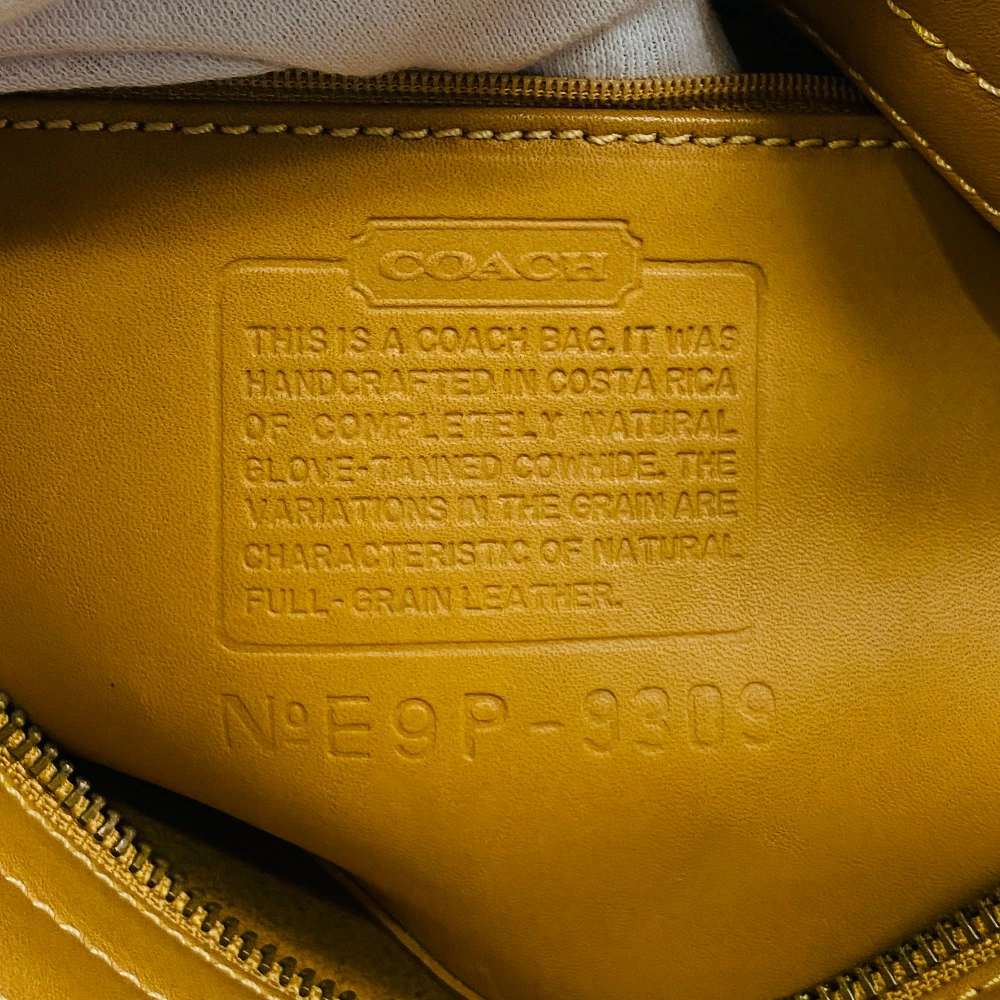 COACH
THIS IS A COACH BAG. IT WAS
HANDCRAFTED IN COSTA RICA
OF COMPLETELY NATURAL
GLOVE-TANNED COWHIDE. THE
VARIATIONS IN THE GRAIN ARE
CHARACTERISTIC OF NATURAL
FULL-GRAIN LEATHER.
NºE9P-9309